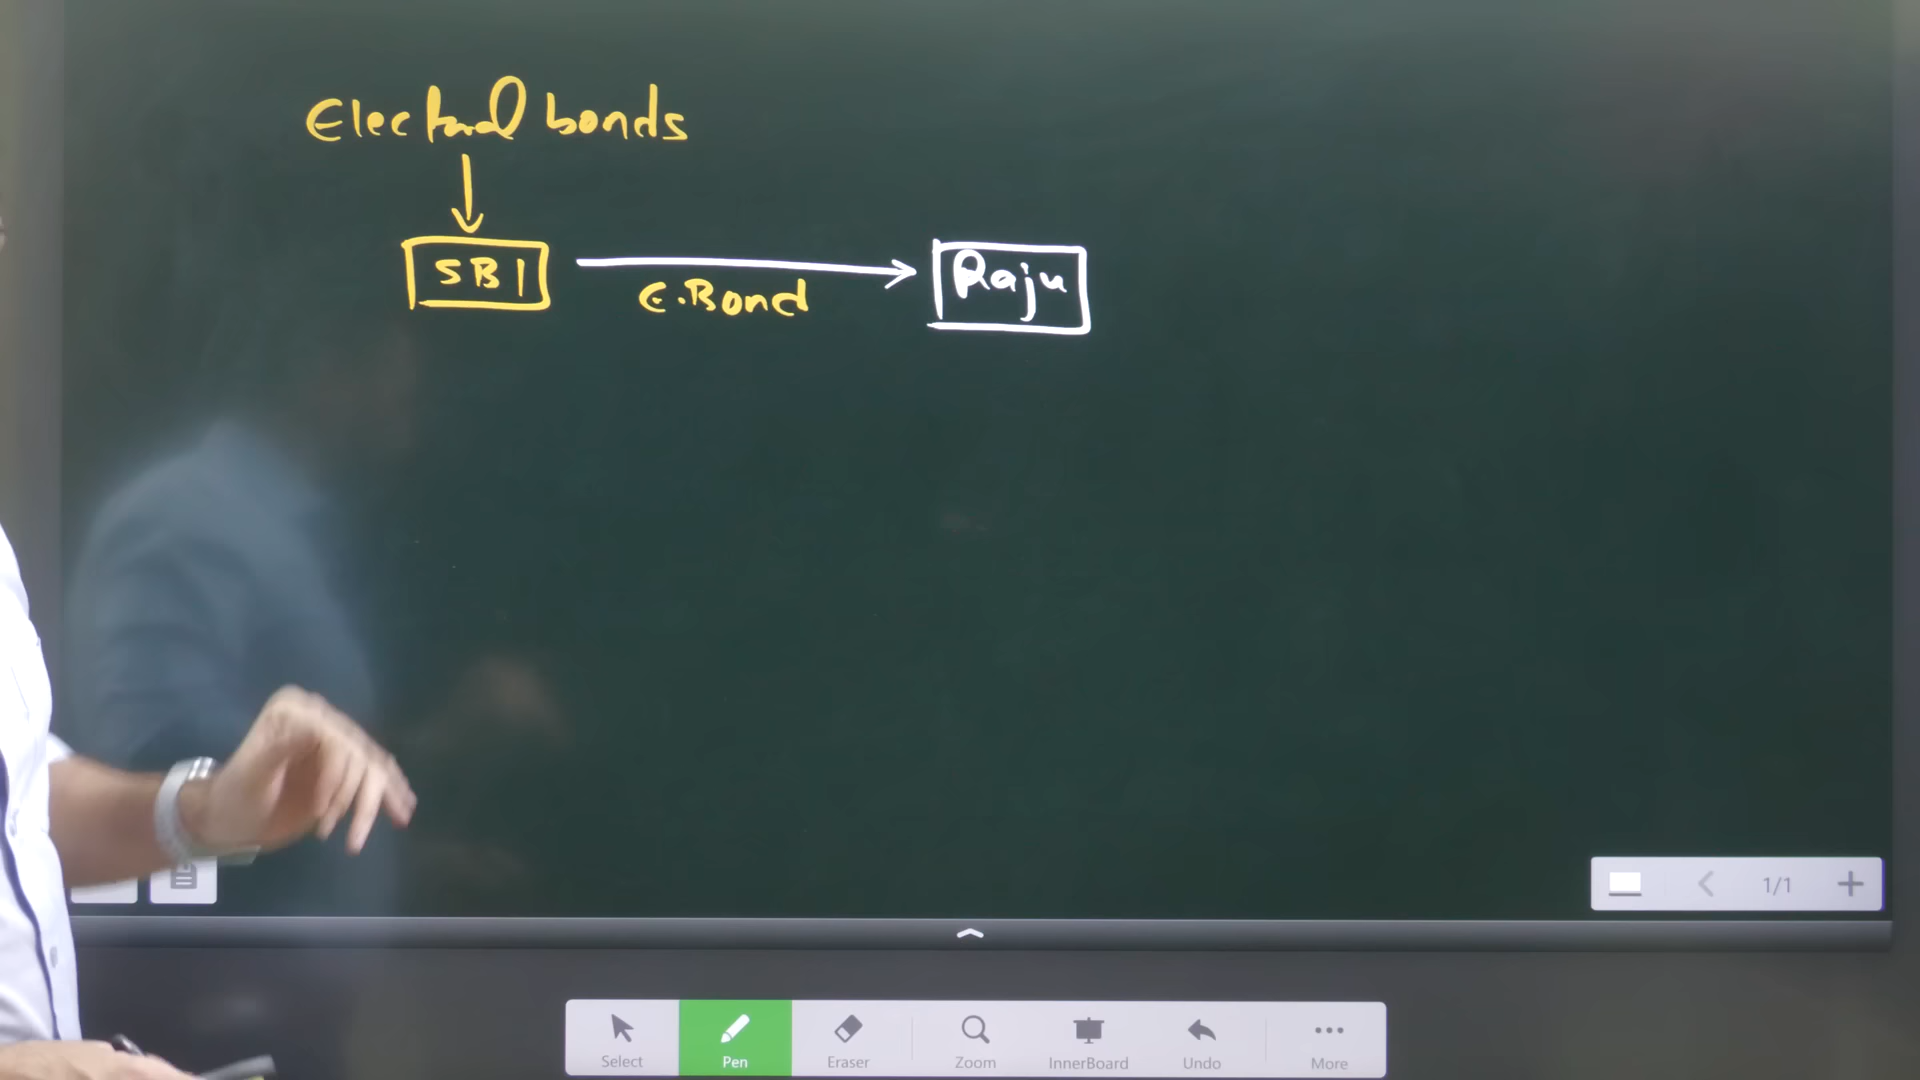 Electoral bonds
SBI
E.Bond
Raju
1/1
Select
Pen
Eraser
Zoom
InnerBoard
Undo
More